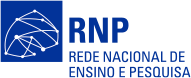 RNP
REDE NACIONAL DE
ENSINO E PESQUISA